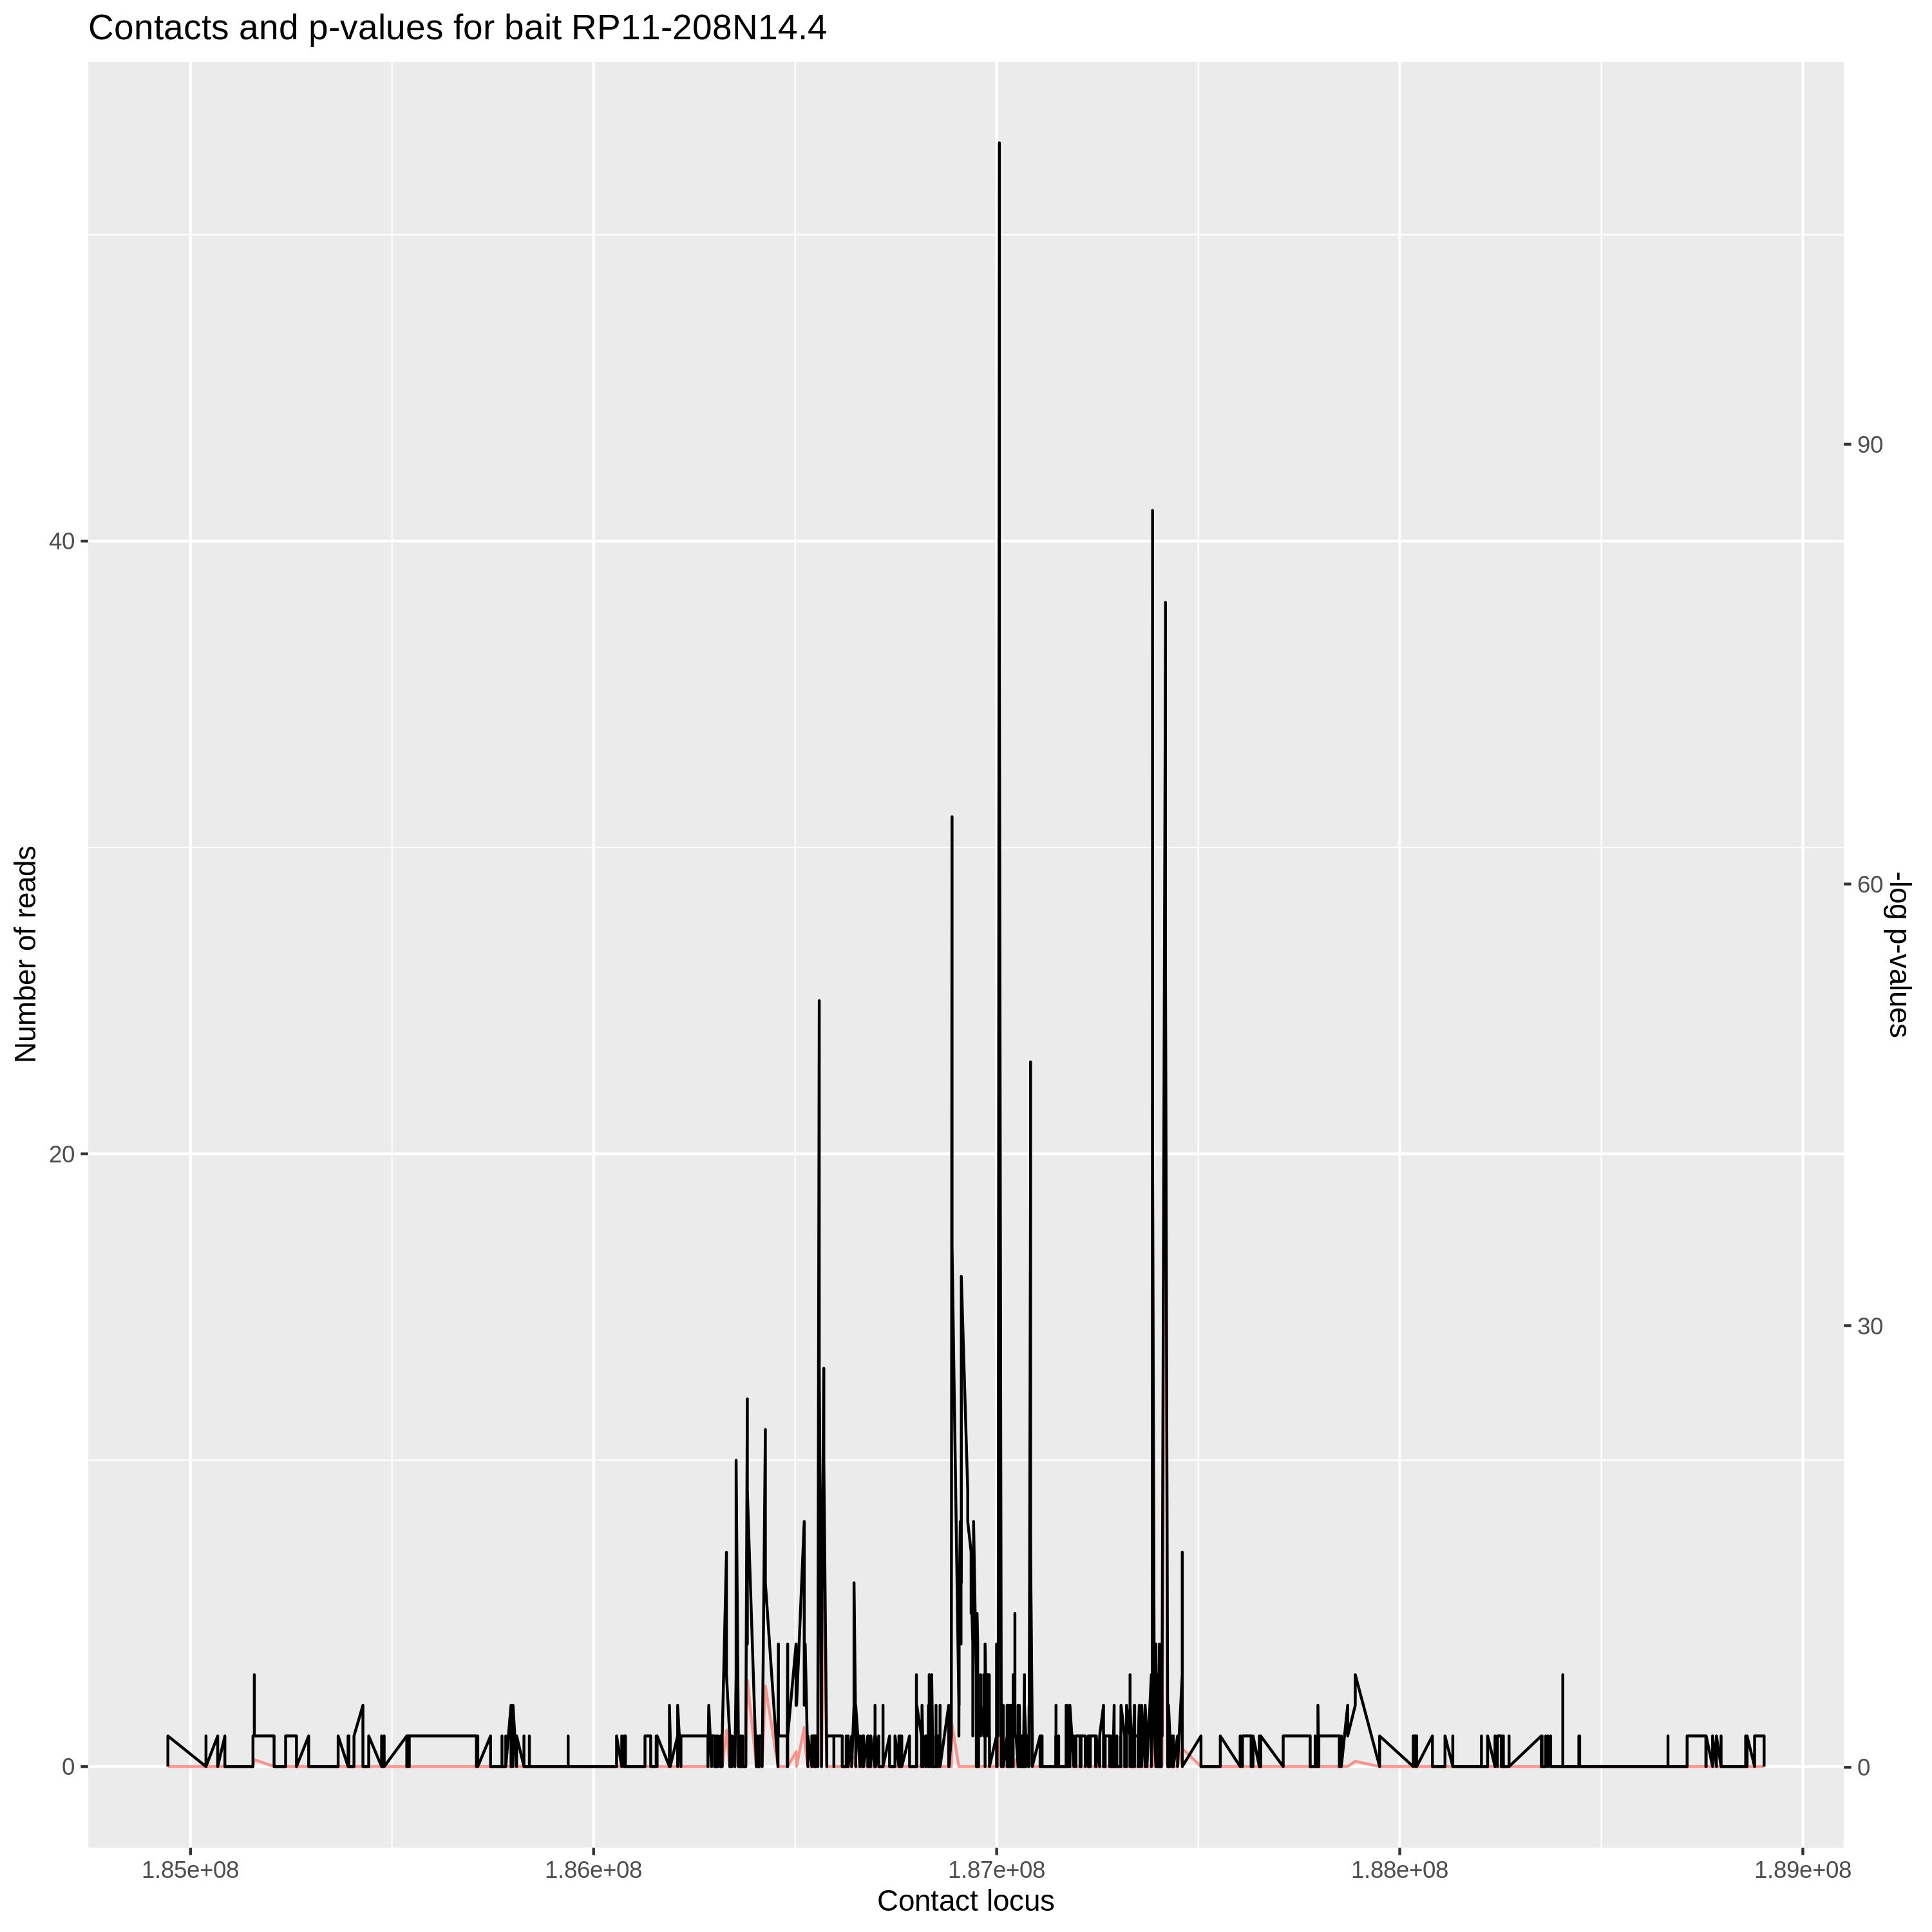 Contacts and p-values for bait RP11-208N14.4
Number of reads
40
20
0
90
60
30
0
-log p-values
1.85e+08 1.86e+08 1.87e+08 1.88e+08 1.89e+08
Contact locus